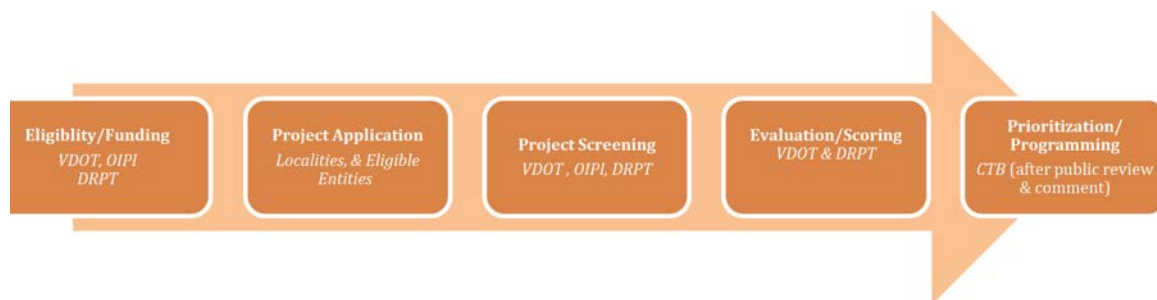 Eligiblity/Funding
VDOT, OIPI
DRPT
Project Application
Localities, & Eligible
Entities
Project Screening
VDOT , OIPI, DRPT
Evaluation/Scoring
VDOT & DRPT
Prioritization/
Programming
CTB (after public review
& comment)